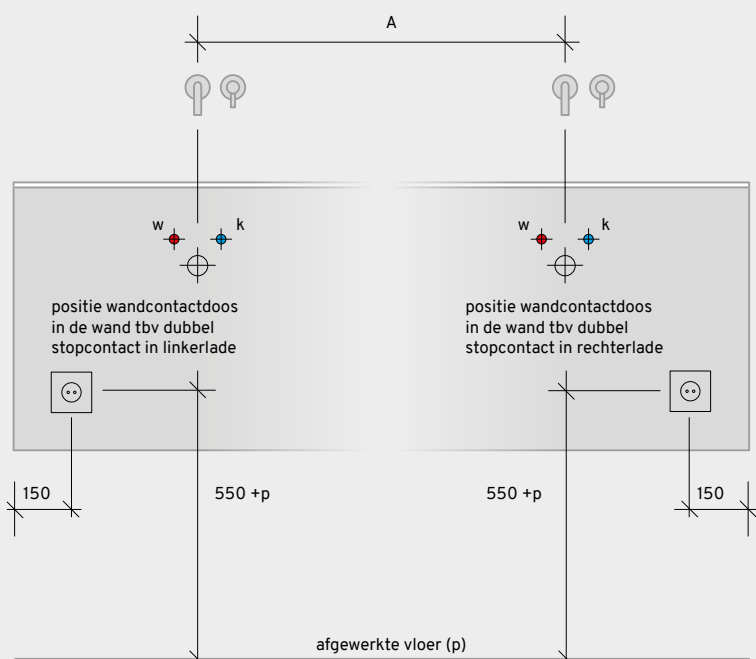 A
w
k
w
k
positie wandcontactdoos
in de wand tbv dubbel
stopcontact in linkerlade
positie wandcontactdoos
in de wand tbv dubbel
stopcontact in rechterlade
150
550 +p
550 +p
150
afgewerkte vloer (p)